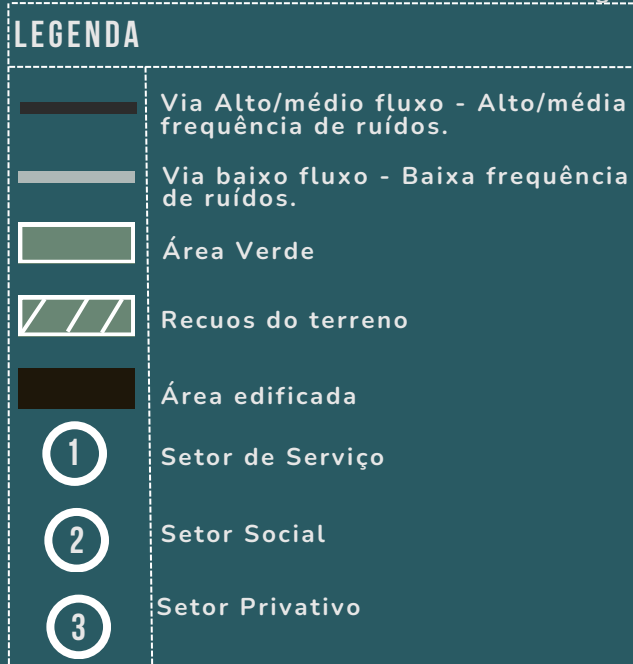 LEGENDA
Via Alto/médio fluxo - Alto/média
frequência de ruídos.
Via baixo fluxo - Baixa frequência
de ruídos.
Área Verde
Recuos do terreno
Área edificada
1 Setor de Serviço
2 Setor Social
3 Setor Privativo